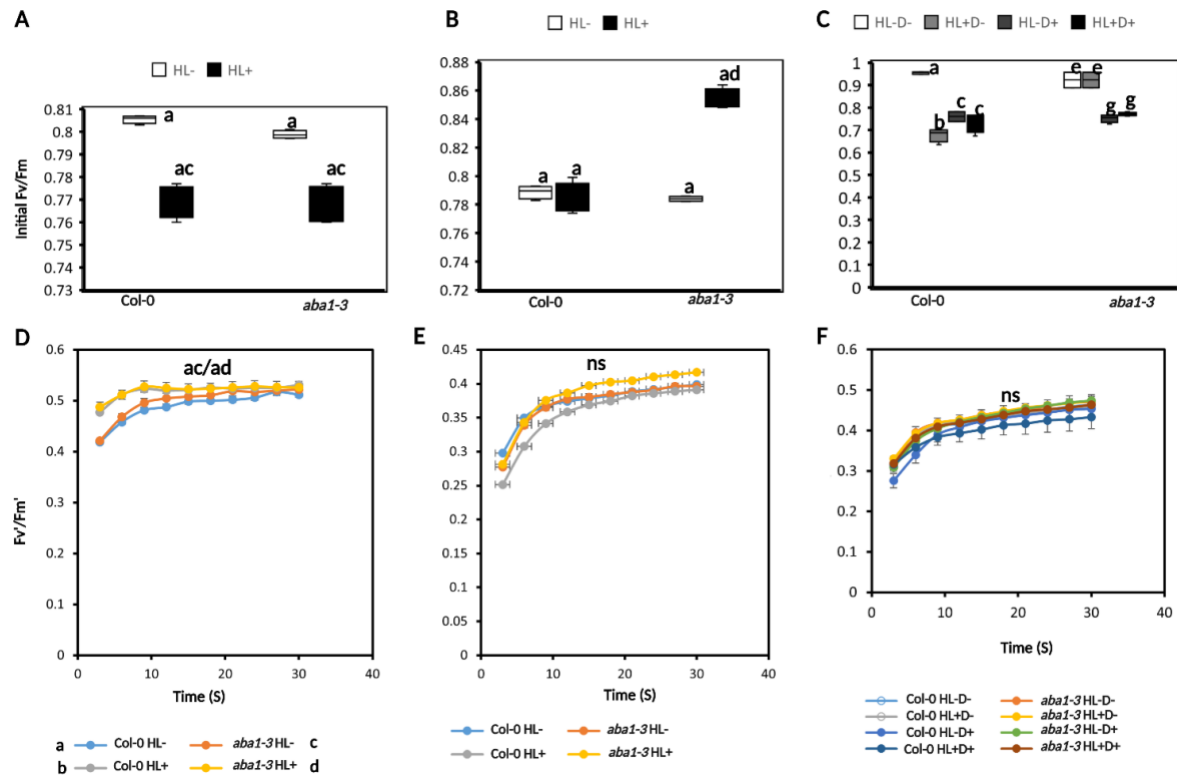 A
HL- HL+
Initial Fv/Fm
0.81
0.8
0.79
0.78
0.77
0.76
0.75
0.74
0.73
a
ac
a
ac
Col-0 aba1-3
B
HL- HL+
0.88
0.86
0.84
0.82
0.8
0.78
0.76
0.74
0.72
a
a
a
ad
Col-0 aba1-3
C
HL-D- HL+D- HL-D+ HL+D+
1
0.9
0.8
0.7
0.6
0.5
0.4
0.3
0.2
0.1
0
a
b
c
c
e
e
g
g
Col-0 aba1-3
D
ac/ad
Fv'/Fm'
0.6
0.5
0.4
0.3
0.2
0.1
0
0 10 20 30 40
Time (S)
a Col-0 HL- aba1-3 HL- c
b Col-0 HL+ aba1-3 HL+ d
E
ns
0.45
0.4
0.35
0.3
0.25
0.2
0.15
0.1
0.05
0
0 10 20 30 40
Time (S)
Col-0 HL- aba1-3 HL-
Col-0 HL+ aba1-3 HL+
F
ns
0.6
0.5
0.4
0.3
0.2
0.1
0
0 10 20 30 40
Time (S)
Col-0 HL-D- aba1-3 HL-D-
Col-0 HL+D- aba1-3 HL+D-
Col-0 HL-D+ aba1-3 HL-D+
Col-0 HL+D+ aba1-3 HL+D+